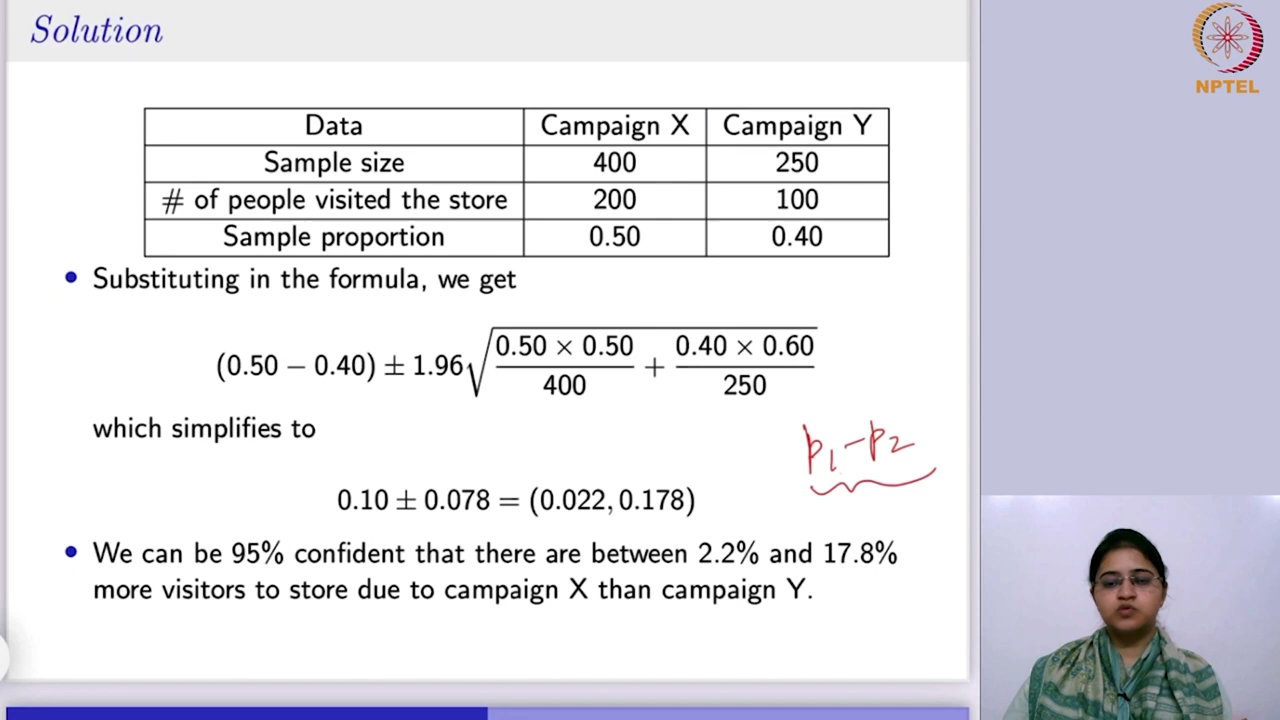 Solution
NPTEL
Data Campaign X Campaign Y
Sample size 400 250
# of people visited the store 200 100
Sample proportion 0.50 0.40
• Substituting in the formula, we get
(0.50 − 0.40) ± 1.96√(0.50 × 0.50 / 400 + 0.40 × 0.60 / 250)
which simplifies to
p₁ − p₂
0.10 ± 0.078 = (0.022, 0.178)
• We can be 95% confident that there are between 2.2% and 17.8%
more visitors to store due to campaign X than campaign Y.